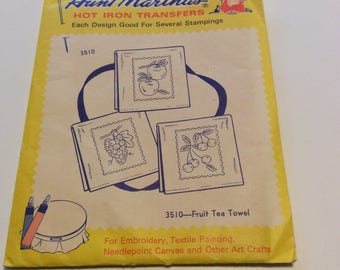 Aunt Martha's
HOT IRON TRANSFERS
Each Design Good For Several Stampings
3510
3510—Fruit Tea Towel
For Embroidery, Textile Painting,
Needlepoint Canvas and Other Art Crafts